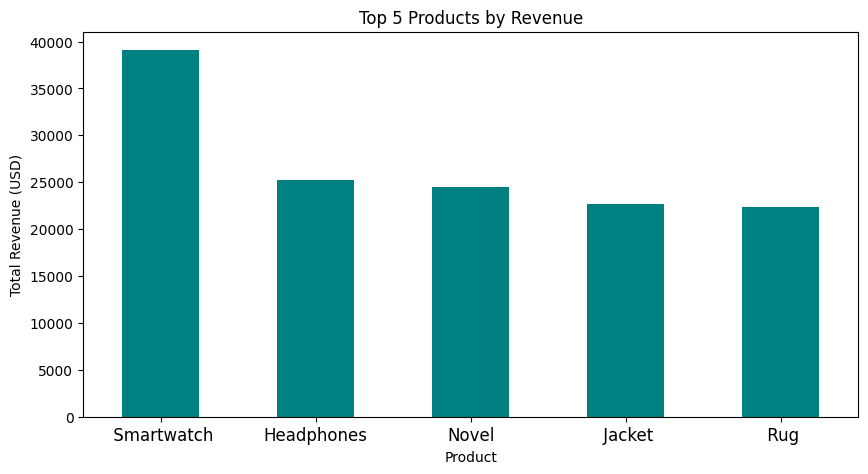 Top 5 Products by Revenue
Total Revenue (USD)
40000
35000
30000
25000
20000
15000
10000
5000
0
Smartwatch Headphones Novel Jacket Rug
Product